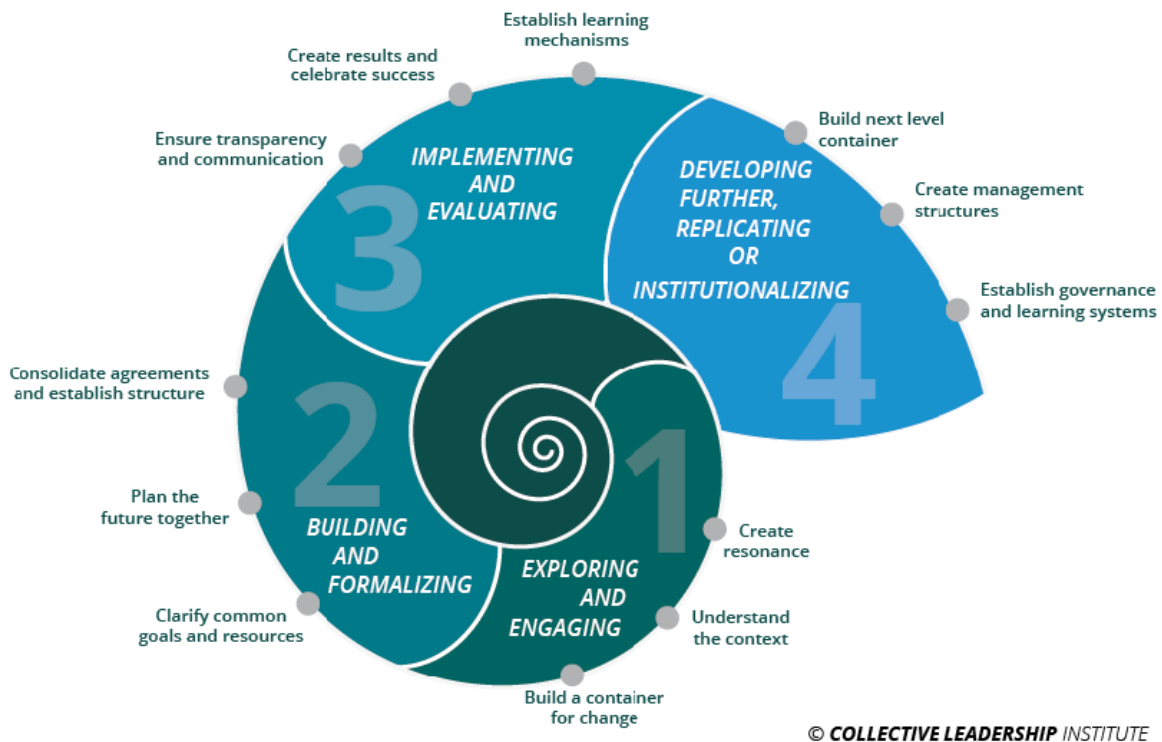 Establish learning
mechanisms
Create results and
celebrate success
Ensure transparency
and communication
Build next level
container
Create management
structures
Establish governance
and learning systems
IMPLEMENTING
AND
EVALUATING
3
DEVELOPING
FURTHER,
REPLICATING
OR
INSTITUTIONALIZING
4
Consolidate agreements
and establish structure
Plan the
future together
Clarify common
goals and resources
2
BUILDING
AND
FORMALIZING
1
EXPLORING
AND
ENGAGING
Create
resonance
Understand
the context
Build a container
for change
© COLLECTIVE LEADERSHIP INSTITUTE